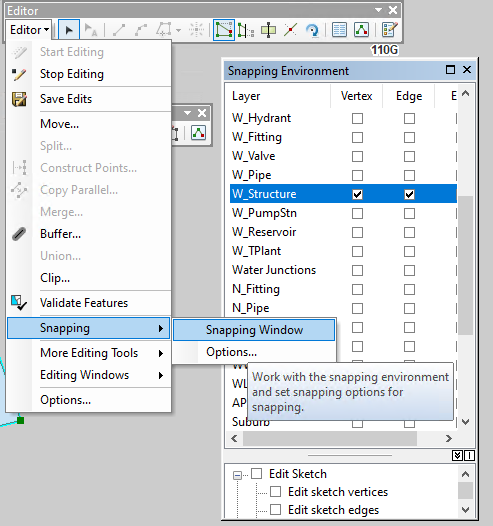 Editor
Editor
110G
Start Editing
Stop Editing
Save Edits
Move...
Split...
Construct Points...
Copy Parallel...
Merge...
Buffer...
Union...
Clip...
Validate Features
Snapping
More Editing Tools
Editing Windows
Options...
Snapping Window
Options...
Work with the snapping environment
and set snapping options for
snapping.
Snapping Environment
Layer Vertex Edge E
W_Hydrant
W_Fitting
W_Valve
W_Pipe
W_Structure
W_PumpStn
W_Reservoir
W_TPlant
Water Junctions
N_Fitting
N_Pipe
AP
Suburb
Edit Sketch
Edit sketch vertices
Edit sketch edges